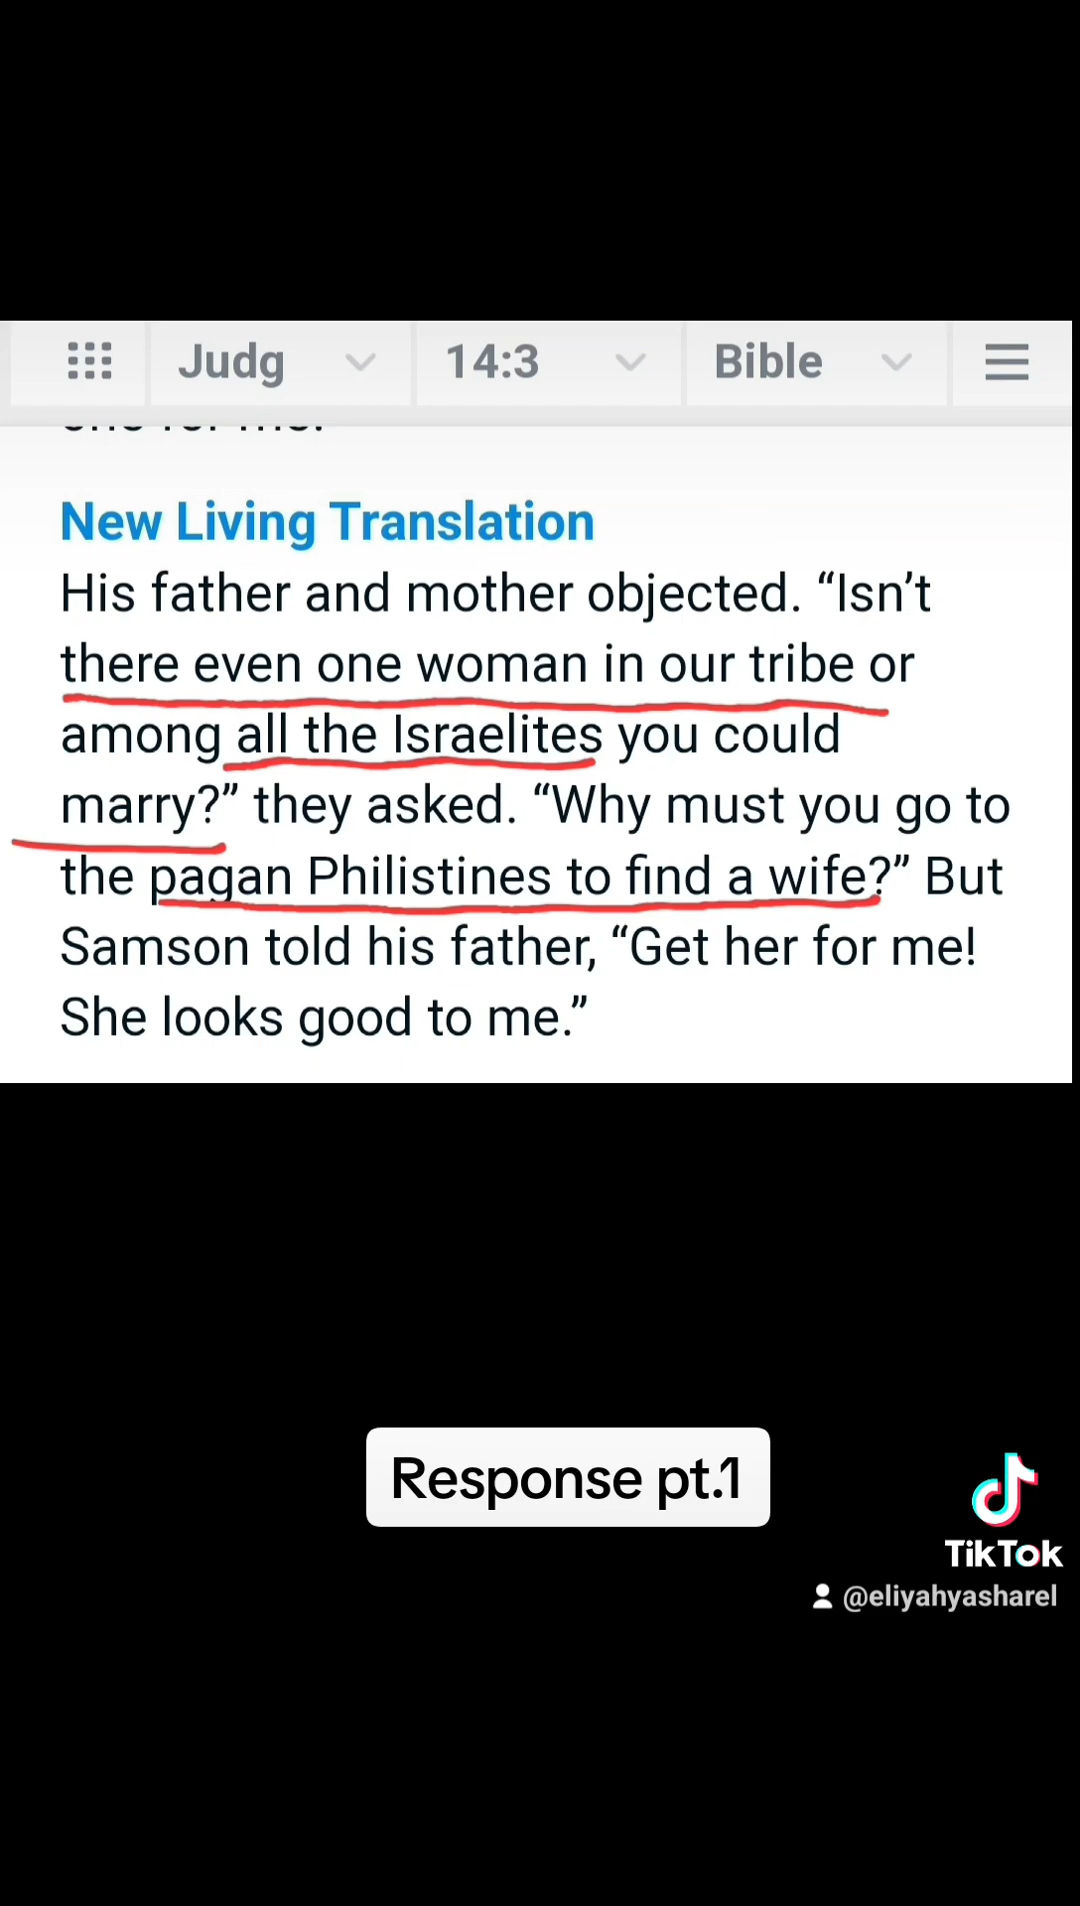 Judg 14:3 Bible
New Living Translation
His father and mother objected. “Isn’t
there even one woman in our tribe or
among all the Israelites you could
marry?” they asked. “Why must you go to
the pagan Philistines to find a wife?” But
Samson told his father, “Get her for me!
She looks good to me.”
Response pt.1
TikTok
@eliyahyasharel